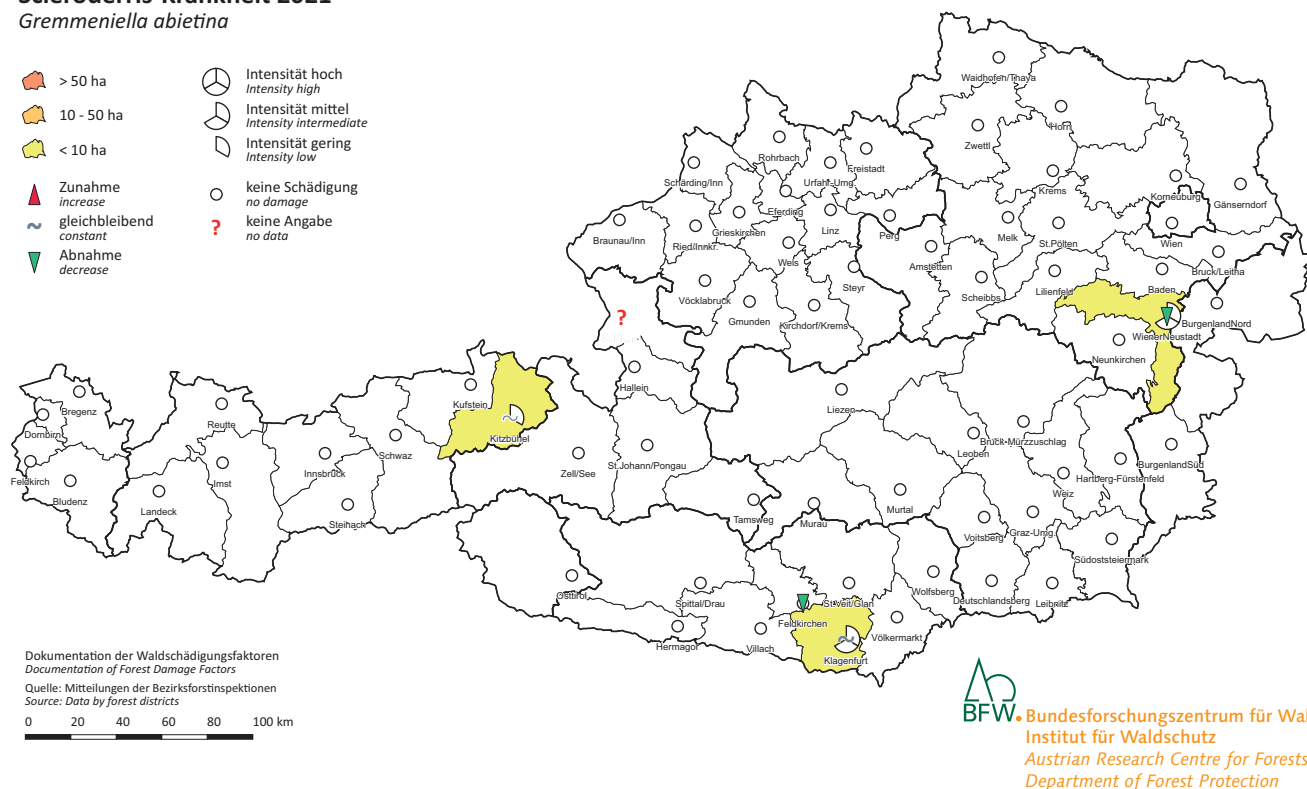 Scleroderris-Krankheit 2021
Gremmeniella abietina
> 50 ha
10 - 50 ha
< 10 ha
Zunahme
increase
gleichbleibend
constant
Abnahme
decrease
Intensität hoch
Intensity high
Intensität mittel
Intensity intermediate
Intensität gering
Intensity low
keine Schädigung
no damage
?
keine Angabe
no data
Waidhofen/Thaya
Horn
Zwettl
Rohrbach
Freistadt
Schärding/Inn
Urfahr-Umg.
Krems
Korneuburg
Gänserndorf
Eferding
Grieskirchen
Linz
Perg
Melk
St.Pölten
Wien
Braunau/Inn
Ried/Innkr.
Wels
Steyr
Amstetten
Scheibbs
Lilienfeld
Baden
Bruck/Leitha
Vöcklabruck
Gmunden
Kirchdorf/Krems
?
WienerNeustadt
BurgenlandNord
Neunkirchen
Hallein
Liezen
Kufstein
Kitzbühel
Bregenz
Dornbirn
Reutte
Schwaz
Innsbruck
Zell/See
St.Johann/Pongau
Leoben
Bruck-Mürzzuschlag
Hartberg-Fürstenfeld
BurgenlandSüd
Feldkirch
Bludenz
Landeck
Imst
Steinach
Tamsweg
Murau
Murtal
Weiz
Voitsberg
Graz-Umg.
Südoststeiermark
Osttirol
Spittal/Drau
Hermagor
Villach
Feldkirchen
St.Veit/Glan
Wolfsberg
Völkermarkt
Klagenfurt
Deutschlandsberg
Leibnitz
Dokumentation der Waldschädigungsfaktoren
Documentation of Forest Damage Factors
Quelle: Mitteilungen der Bezirksforstinspektionen
Source: Data by forest districts
0 20 40 60 80 100 km
BFW
Bundesforschungszentrum für Wal
Institut für Waldschutz
Austrian Research Centre for Forests
Department of Forest Protection